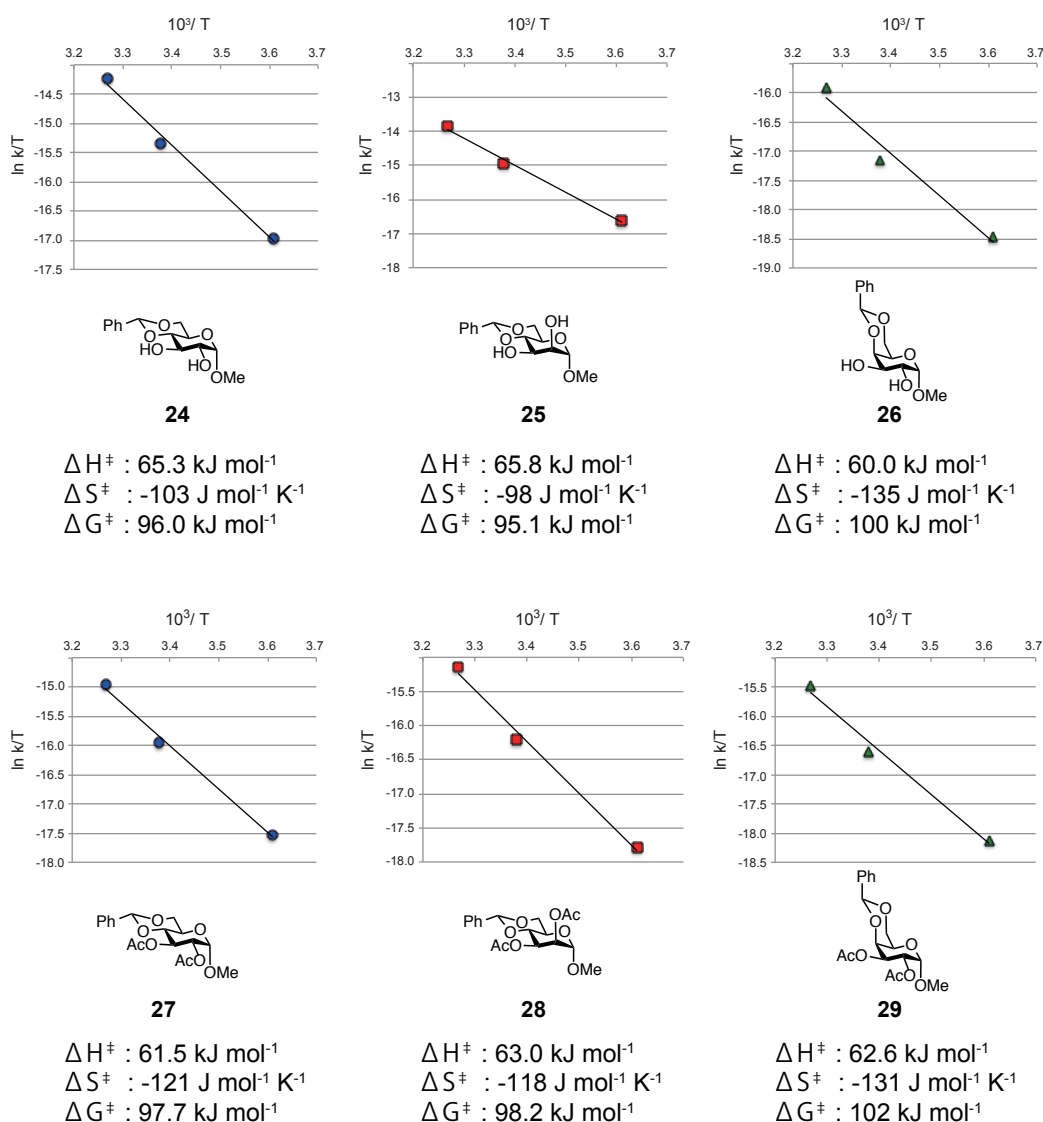 10³/ T
3.2 3.3 3.4 3.5 3.6 3.7
-14.5
-15.0
-15.5
-16.0
-16.5
-17.0
-17.5
ln k/T
Ph
O
O
O
HO
HO
OMe
24
ΔH‡ : 65.3 kJ mol⁻¹
ΔS‡ : -103 J mol⁻¹ K⁻¹
ΔG‡ : 96.0 kJ mol⁻¹
10³/ T
3.2 3.3 3.4 3.5 3.6 3.7
-13
-14
-15
-16
-17
-18
ln k/T
Ph
O
O
OH
O
HO
OMe
25
ΔH‡ : 65.8 kJ mol⁻¹
ΔS‡ : -98 J mol⁻¹ K⁻¹
ΔG‡ : 95.1 kJ mol⁻¹
10³/ T
3.2 3.3 3.4 3.5 3.6 3.7
-16.0
-16.5
-17.0
-17.5
-18.0
-18.5
-19.0
ln k/T
Ph
O
O
O
HO
HO
OMe
26
ΔH‡ : 60.0 kJ mol⁻¹
ΔS‡ : -135 J mol⁻¹ K⁻¹
ΔG‡ : 100 kJ mol⁻¹
10³/ T
3.2 3.3 3.4 3.5 3.6 3.7
-15.0
-15.5
-16.0
-16.5
-17.0
-17.5
-18.0
ln k/T
Ph
O
O
O
AcO
AcO
OMe
27
ΔH‡ : 61.5 kJ mol⁻¹
ΔS‡ : -121 J mol⁻¹ K⁻¹
ΔG‡ : 97.7 kJ mol⁻¹
10³/ T
3.2 3.3 3.4 3.5 3.6 3.7
-15.5
-16.0
-16.5
-17.0
-17.5
-18.0
ln k/T
Ph
O
O
OAc
O
AcO
OMe
28
ΔH‡ : 63.0 kJ mol⁻¹
ΔS‡ : -118 J mol⁻¹ K⁻¹
ΔG‡ : 98.2 kJ mol⁻¹
10³/ T
3.2 3.3 3.4 3.5 3.6 3.7
-15.5
-16.0
-16.5
-17.0
-17.5
-18.0
-18.5
ln k/T
Ph
O
O
O
AcO
AcO
OMe
29
ΔH‡ : 62.6 kJ mol⁻¹
ΔS‡ : -131 J mol⁻¹ K⁻¹
ΔG‡ : 102 kJ mol⁻¹